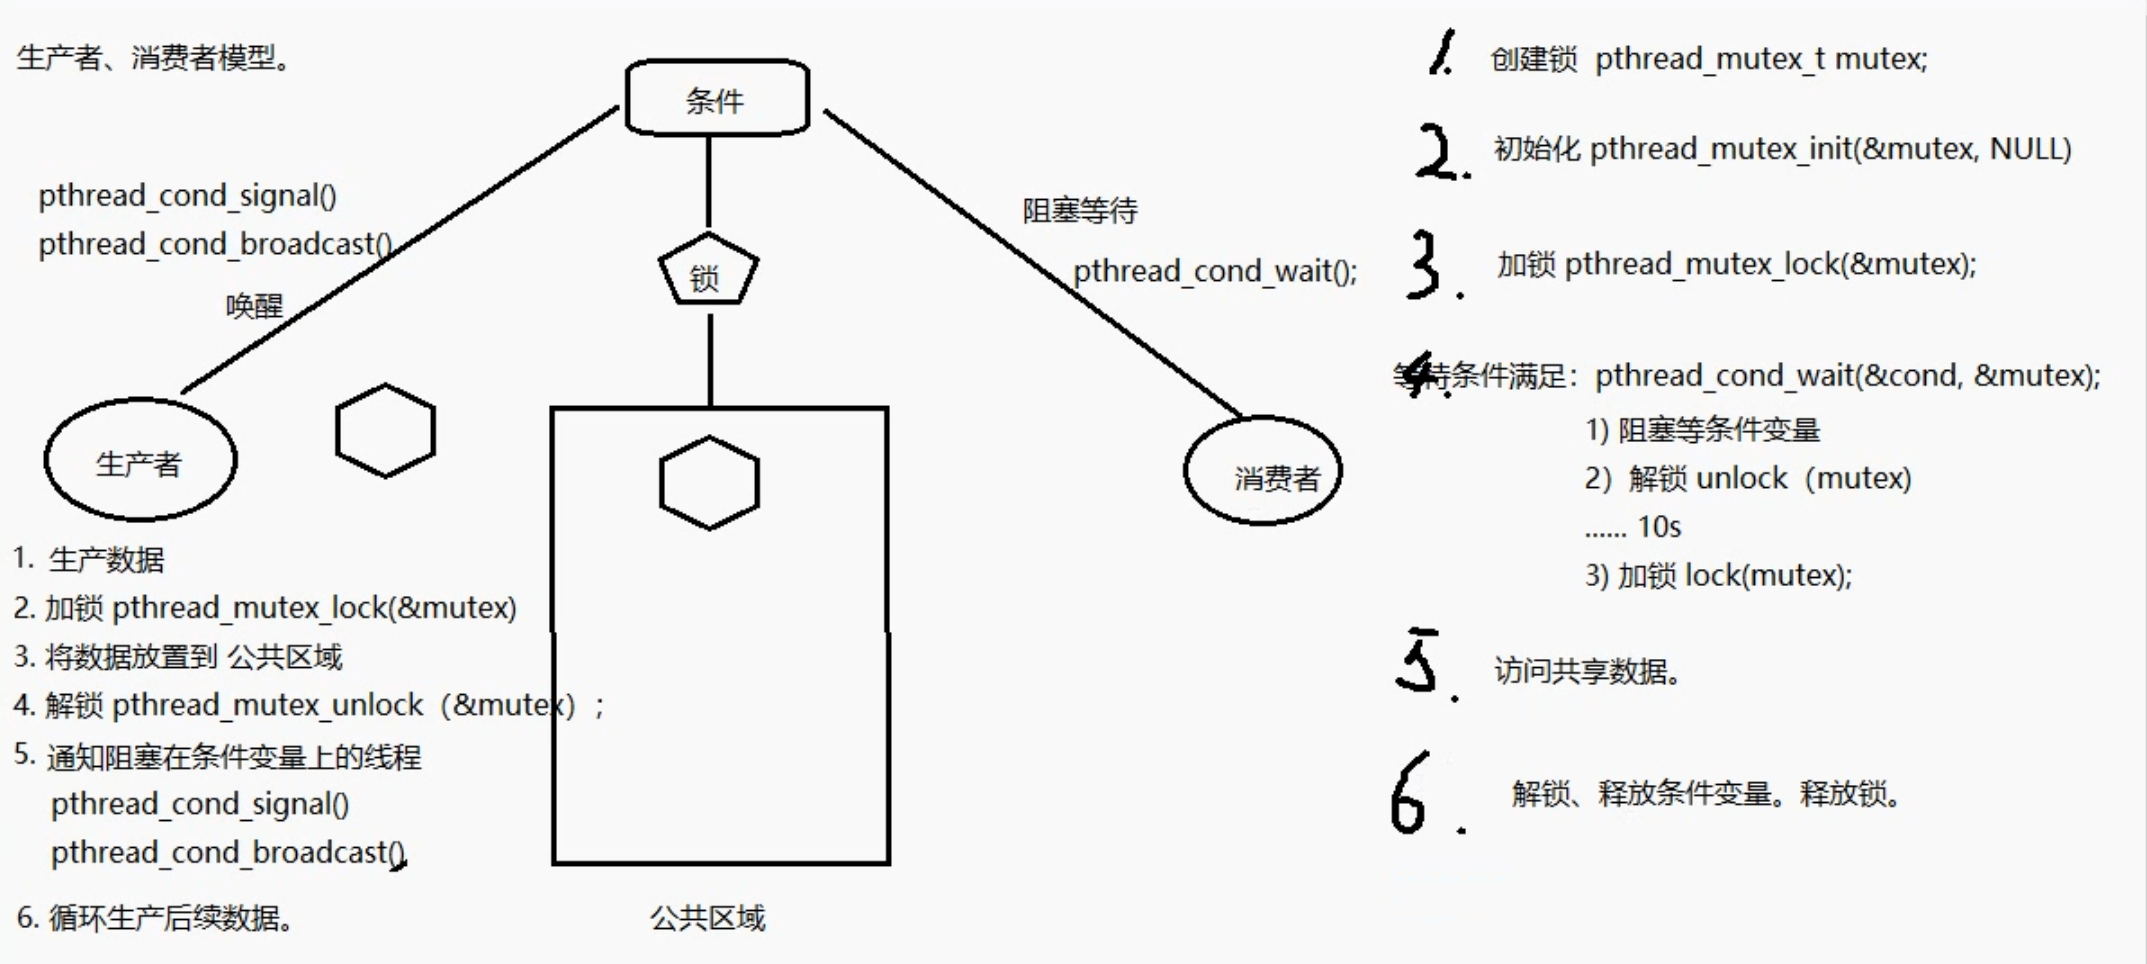 生产者、消费者模型。
条件
pthread_cond_signal()
pthread_cond_broadcast()
唤醒
锁
阻塞等待
pthread_cond_wait();
生产者
消费者
1. 生产数据
2. 加锁 pthread_mutex_lock(&mutex)
3. 将数据放置到 公共区域
4. 解锁 pthread_mutex_unlock（&mutex）;
5. 通知阻塞在条件变量上的线程
pthread_cond_signal()
pthread_cond_broadcast()
6. 循环生产后续数据。
公共区域
1. 创建锁 pthread_mutex_t mutex;
2. 初始化 pthread_mutex_init(&mutex, NULL)
3. 加锁 pthread_mutex_lock(&mutex);
4. 等待条件满足：pthread_cond_wait(&cond, &mutex);
1) 阻塞等条件变量
2）解锁 unlock（mutex)
...... 10s
3) 加锁 lock(mutex);
5. 访问共享数据。
6. 解锁、释放条件变量。释放锁。